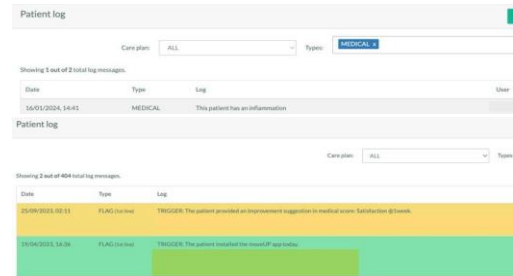 Patient log
Care plan: ALL Types: MEDICAL x
Showing 1 out of 2 total log messages.
Date Type Log User
16/01/2024, 14:41 MEDICAL This patient has an inflammation
Patient log
Care plan: ALL Types
Showing 2 out of 404 total log messages.
Date Type Log
25/09/2023, 02:11 FLAG (1st line) TRIGGER: The patient provided an improvement suggestion in medical score: Satisfaction @1week.
19/04/2023, 16:36 FLAG (1st line) TRIGGER: The patient installed the moveUP app today.